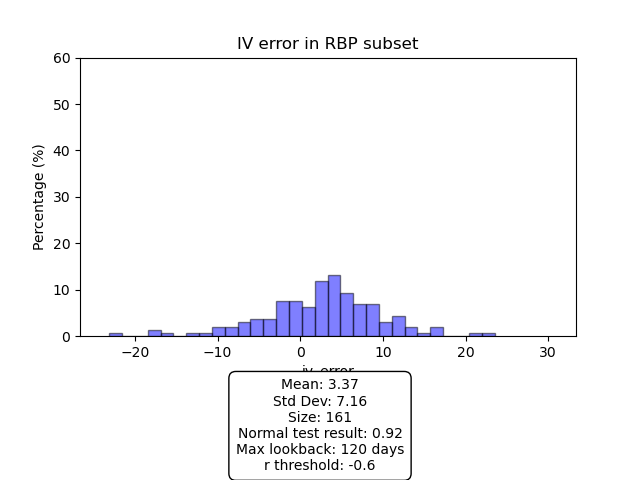 IV error in RBP subset
60
50
40
30
20
10
0
Percentage (%)
−20
−10
0
10
20
30
iv_error
Mean: 3.37
Std Dev: 7.16
Size: 161
Normal test result: 0.92
Max lookback: 120 days
r threshold: -0.6